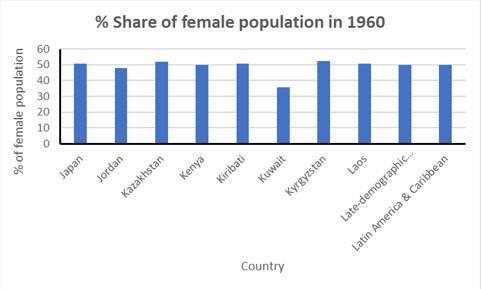 % Share of female population in 1960
% of female population
60
50
40
30
20
10
0
Japan
Jordan
Kazakhstan
Kenya
Kiribati
Kuwait
Kyrgyzstan
Laos
Late-demographic...
Latin America & Caribbean
Country